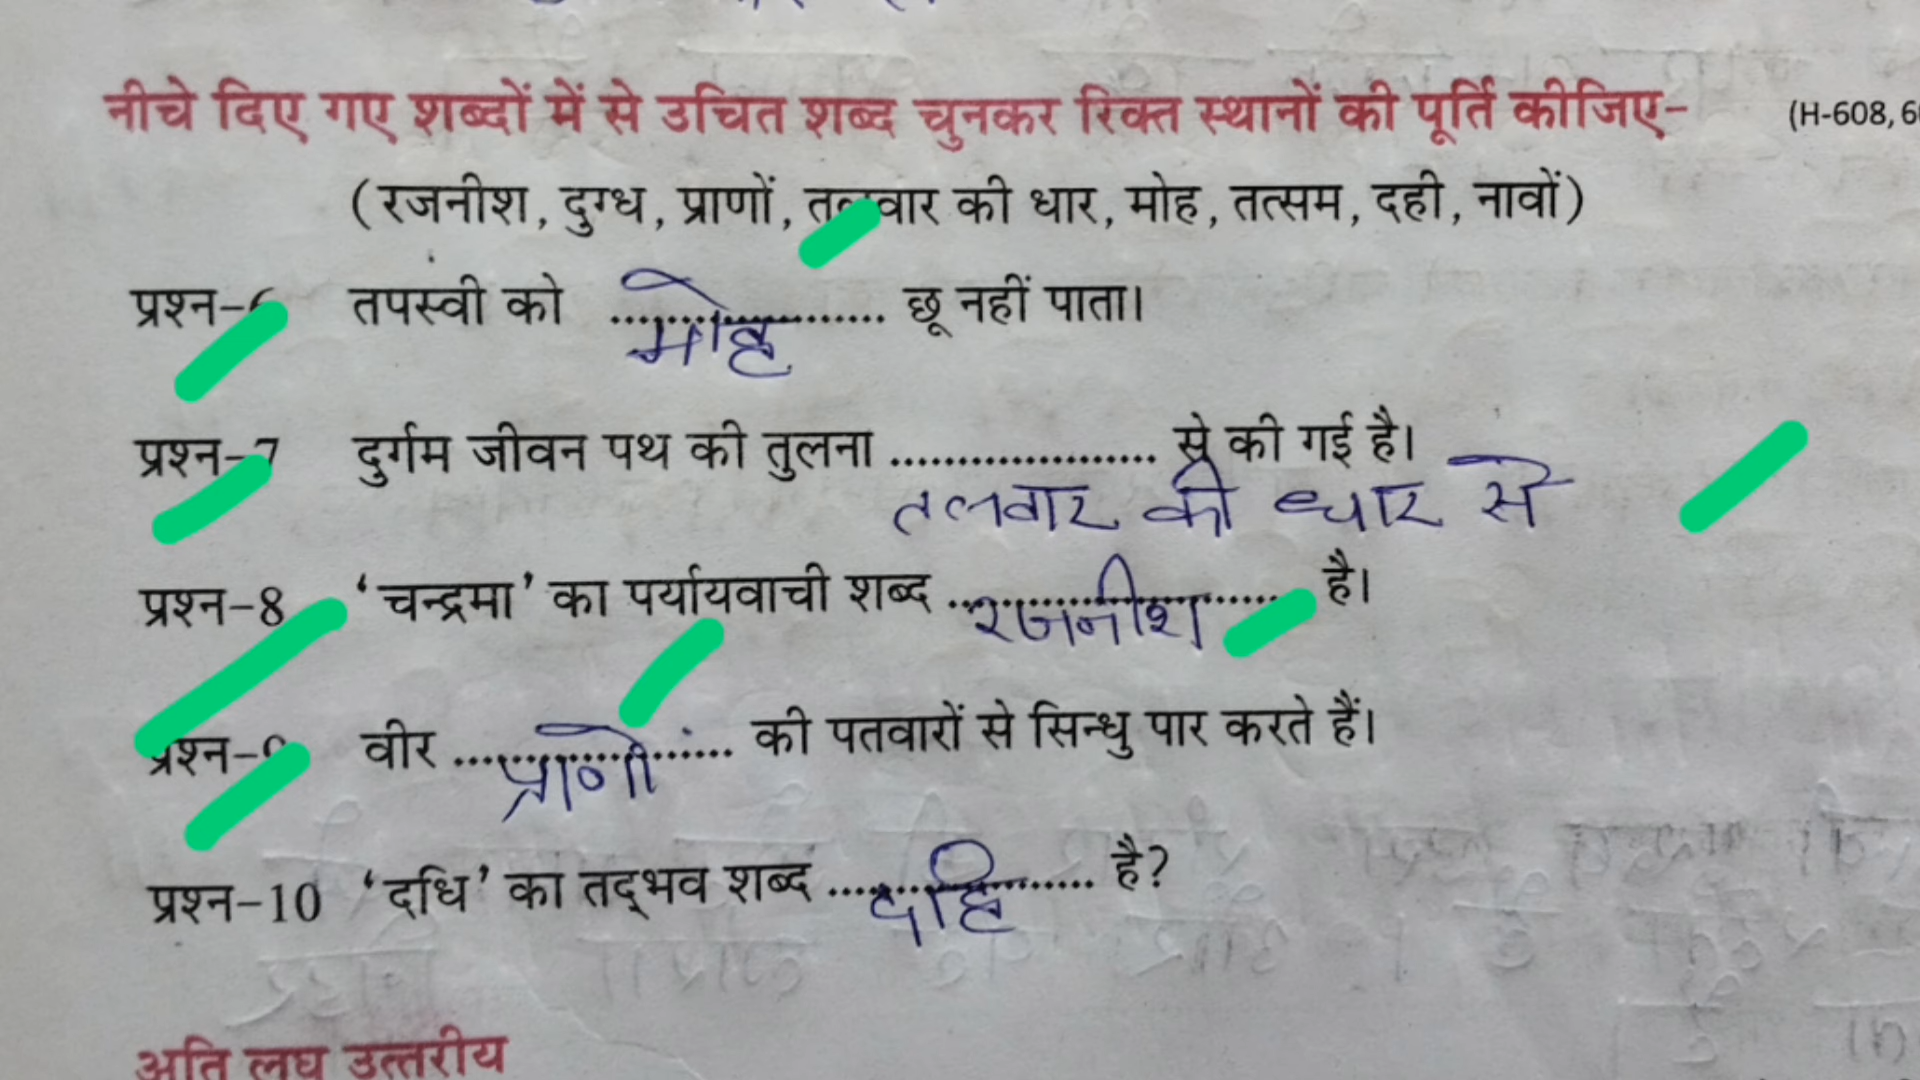 नीचे दिए गए शब्दों में से उचित शब्द चुनकर रिक्त स्थानों की पूर्ति कीजिए- (H-608, 6
(रजनीश, दुग्ध, प्राणों, तलवार की धार, मोह, तत्सम, दही, नावों)
प्रश्न-6 तपस्वी को .................... छू नहीं पाता।
मोह
प्रश्न-7 दुर्गम जीवन पथ की तुलना .................... से की गई है।
तलवार की धार से
प्रश्न-8 'चन्द्रमा' का पर्यायवाची शब्द ........................ है।
रजनीश
प्रश्न-9 वीर ..................... की पतवारों से सिन्धु पार करते हैं।
प्राणों
प्रश्न-10 'दधि' का तद्‌भव शब्द .................... है?
दहि
अति लघु उत्तरीय